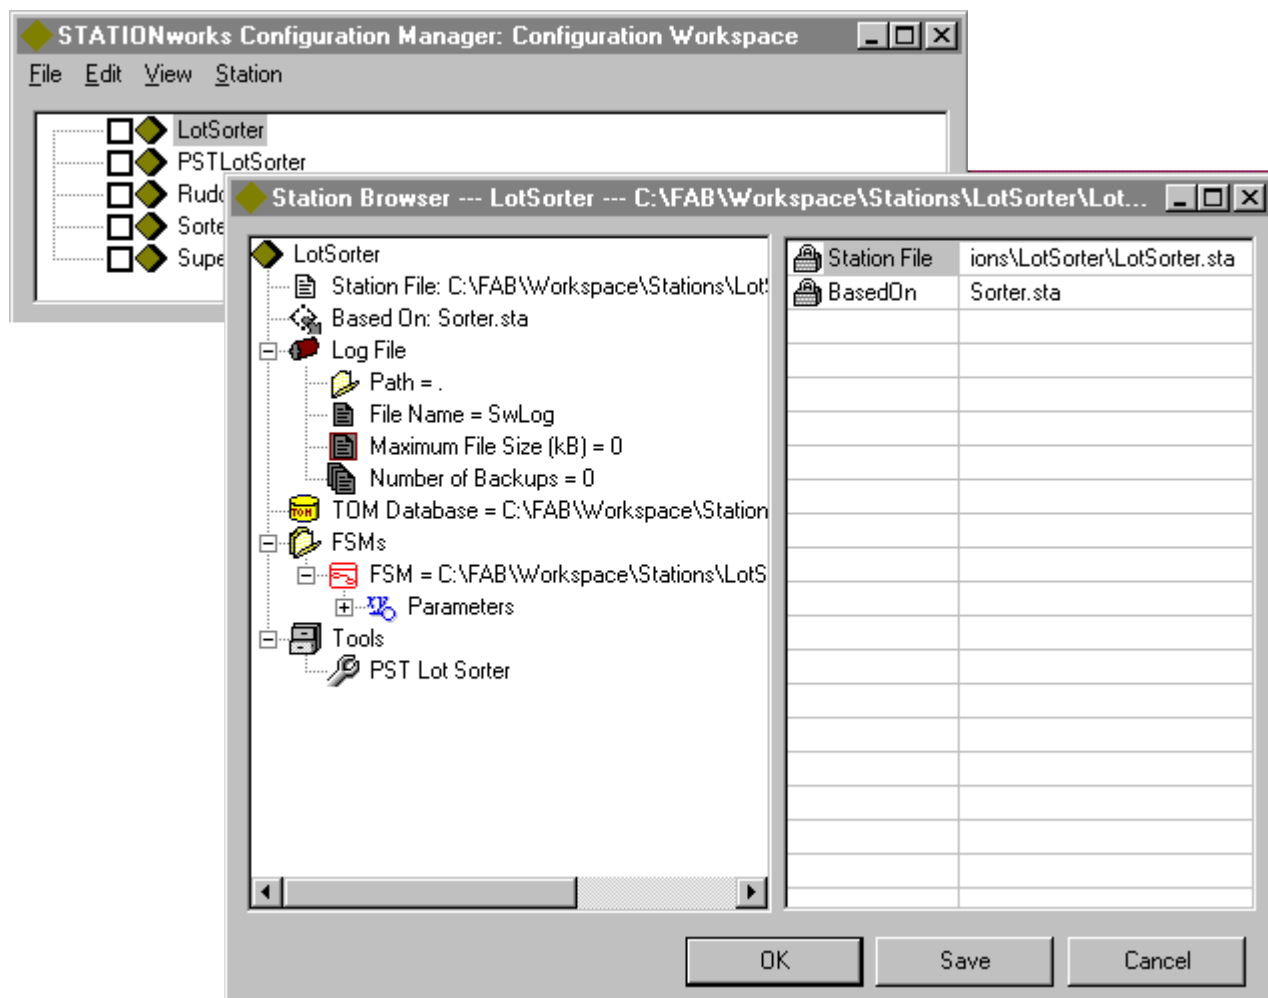 STATIONworks Configuration Manager: Configuration Workspace
File Edit View Station
LotSorter
PSTLotSorter
Rud
Sorte
Supe
Station Browser --- LotSorter --- C:\FAB\Workspace\Stations\LotSorter\Lot...
LotSorter
Station File: C:\FAB\Workspace\Stations\Lot
Based On: Sorter.sta
Log File
Path = .
File Name = SwLog
Maximum File Size (kB) = 0
Number of Backups = 0
TOM Database = C:\FAB\Workspace\Station
FSMs
FSM = C:\FAB\Workspace\Stations\LotS
Parameters
Tools
PST Lot Sorter
Station File ions\LotSorter\LotSorter.sta
BasedOn Sorter.sta
OK Save Cancel